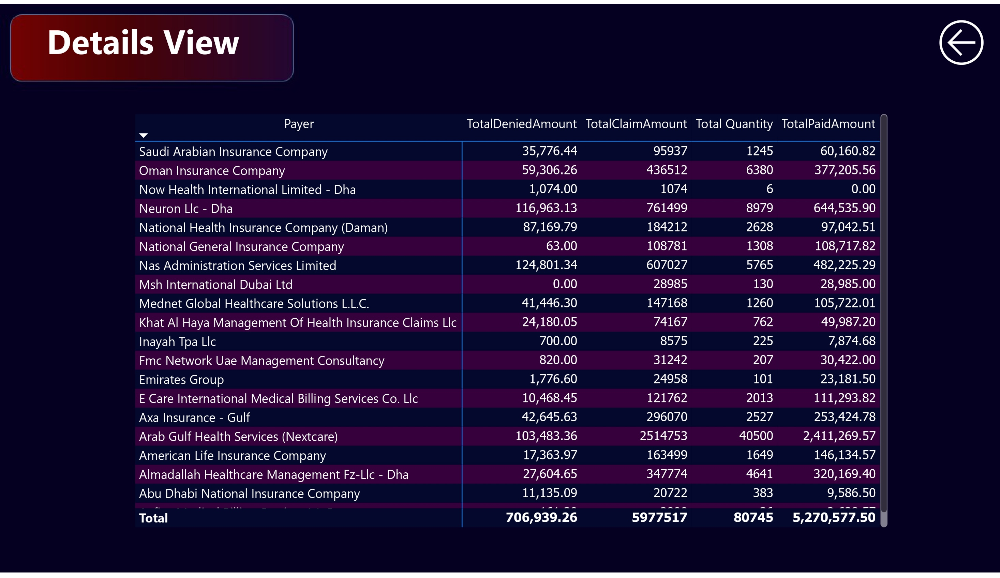 Details View
Payer TotalDeniedAmount TotalClaimAmount Total Quantity TotalPaidAmount
Saudi Arabian Insurance Company 35,776.44 95937 1245 60,160.82
Oman Insurance Company 59,306.26 436512 6380 377,205.56
Now Health International Limited - Dha 1,074.00 1074 6 0.00
Neuron Llc - Dha 116,963.13 761499 8979 644,535.90
National Health Insurance Company (Daman) 87,169.79 184212 2628 97,042.51
National General Insurance Company 63.00 108781 1308 108,717.82
Nas Administration Services Limited 124,801.34 607027 5765 482,225.29
Msh International Dubai Ltd 0.00 28985 130 28,985.00
Mednet Global Healthcare Solutions L.L.C. 41,446.30 147168 1260 105,722.01
Khat Al Haya Management Of Health Insurance Claims Llc 24,180.05 74167 762 49,987.20
Inayah Tpa Llc 700.00 8575 225 7,874.68
Fmc Network Uae Management Consultancy 820.00 31242 207 30,422.00
Emirates Group 1,776.60 24958 101 23,181.50
E Care International Medical Billing Services Co. Llc 10,468.45 121762 2013 111,293.82
Axa Insurance - Gulf 42,645.63 296070 2527 253,424.78
Arab Gulf Health Services (Nextcare) 103,483.36 2514753 40500 2,411,269.57
American Life Insurance Company 17,363.97 163499 1649 146,134.57
Almadallah Healthcare Management Fz-Llc - Dha 27,604.65 347774 4641 320,169.40
Abu Dhabi National Insurance Company 11,135.09 20722 383 9,586.50
Total 706,939.26 5977517 80745 5,270,577.50